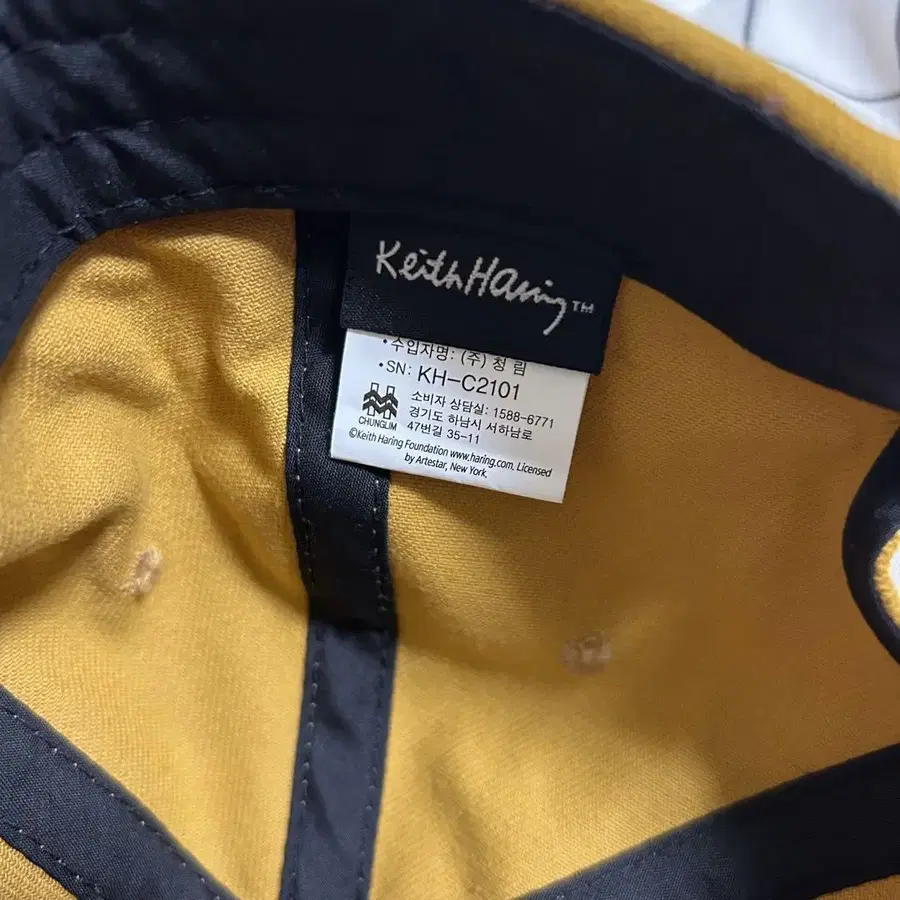 Keith Haring™
•수입자명: (주) 청 림
•SN: KH-C2101
CHUNGLIM
소비자 상담실: 1588-6771
경기도 하남시 서하남로
47번길 35-11
©Keith Haring Foundation www.haring.com. Licensed
by Artestar, New York.